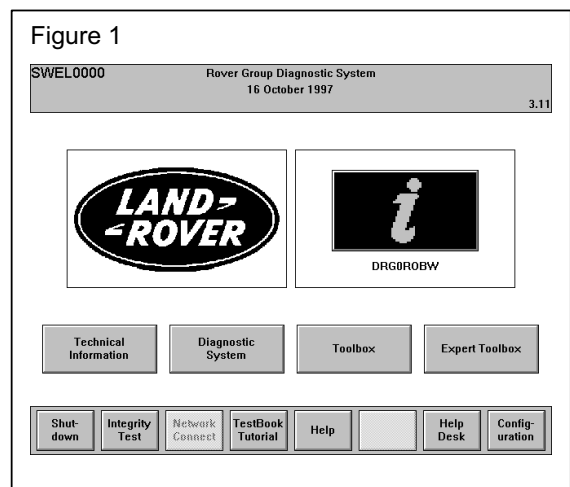 Figure 1
SWEL0000
Rover Group Diagnostic System
16 October 1997
3.11
LAND-
ROVER
i
DRG0ROBW
Technical
Information
Diagnostic
System
Toolbox
Expert Toolbox
Shut-
down
Integrity
Test
Network
Connect
TestBook
Tutorial
Help
Help
Desk
Config-
uration